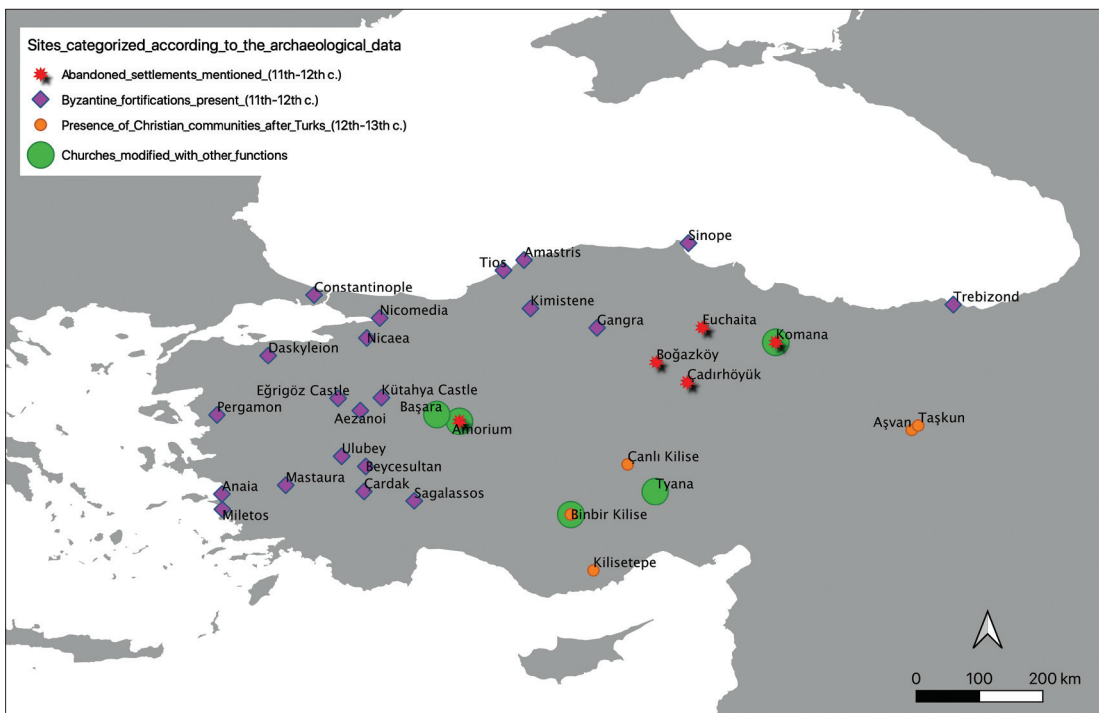 Sites_categorized_according_to_the_archaeological_data
Abandoned_settlements_mentioned_(11th-12th c.)
Byzantine_fortifications_present_(11th-12th c.)
Presence_of_Christian_communities_after_Turks_(12th-13th c.)
Churches_modified_with_other_functions
Sinope
Amastris
Tios
Constantinople
Trebizond
Kimistene
Nicomedia
Gangra
Euchaita
Komana
Nicaea
Daskyleion
Boğazköy
Çadırhöyük
Eğrigöz Castle
Kütahya Castle
Pergamon
Aezanoi
Başara
Amorium
Aşvan
Taşkun
Ulubey
Beycesultan
Çanlı Kilise
Mastaura
Cardak
Sagalassos
Tyana
Anaia
Miletos
Binbir Kilise
Kilisetepe
0 100 200 km